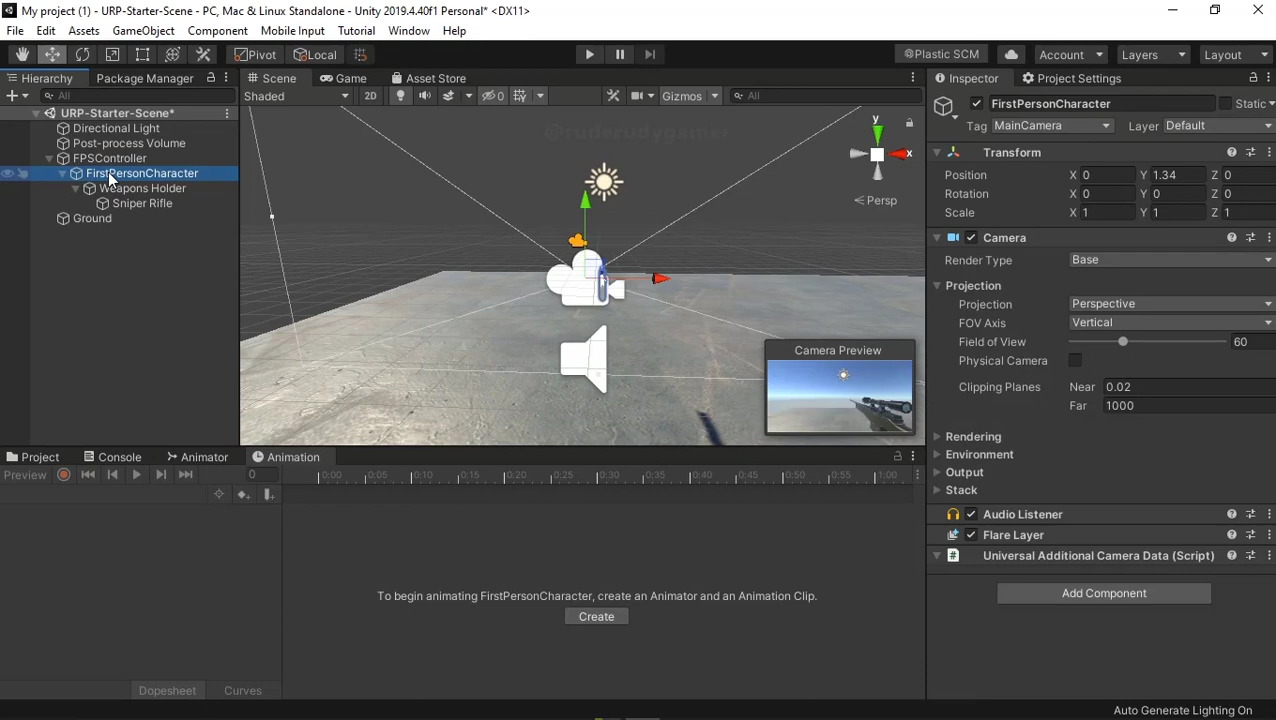 My project (1) - URP-Starter-Scene - PC, Mac & Linux Standalone - Unity 2019.4.40f1 Personal* <DX11>
File Edit Assets GameObject Component Mobile Input Tutorial Window Help
Pivot Local Plastic SCM Account Layers Layout
Hierarchy Package Manager Scene Game Asset Store Inspector Project Settings
All Shaded 2D 0 Gizmos All
FirstPersonCharacter Static
Tag MainCamera Layer Default
URP-Starter-Scene*
Directional Light
Post-process Volume
FPSController
FirstPersonCharacter
Weapons Holder
Sniper Rifle
Ground
@ruderudygamer
y
x
Persp
Camera Preview
Transform
Position X 0 Y 1.34 Z 0
Rotation X 0 Y 0 Z 0
Scale X 1 Y 1 Z 1
Camera
Render Type Base
Projection
Projection Perspective
FOV Axis Vertical
Field of View 60
Physical Camera
Clipping Planes Near 0.02
Far 1000
Rendering
Environment
Output
Stack
Audio Listener
Flare Layer
# Universal Additional Camera Data (Script)
Add Component
Project Console Animator Animation
Preview 0 0:00 0:05 0:10 0:15 0:20 0:25 0:30 0:35 0:40 0:45 0:50 0:55 1:00
To begin animating FirstPersonCharacter, create an Animator and an Animation Clip.
Create
Dopesheet Curves
Auto Generate Lighting On